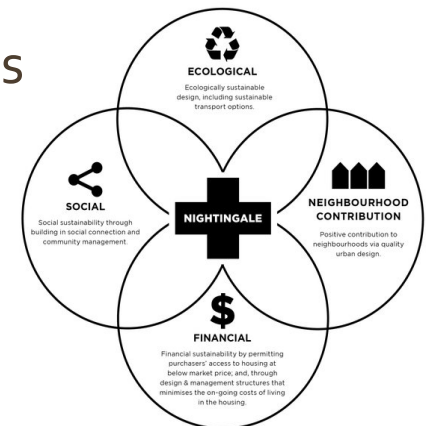 s
ECOLOGICAL
Ecologically sustainable
design, including sustainable
transport options.
SOCIAL
Social sustainability through
building in social connection and
community management.
NIGHTINGALE
NEIGHBOURHOOD
CONTRIBUTION
Positive contribution to
neighbourhoods via quality
urban design.
$
FINANCIAL
Financial sustainability by permitting
purchasers' access to housing at
below market price; and, through
design & management structures that
minimises the on-going costs of living
in the housing.